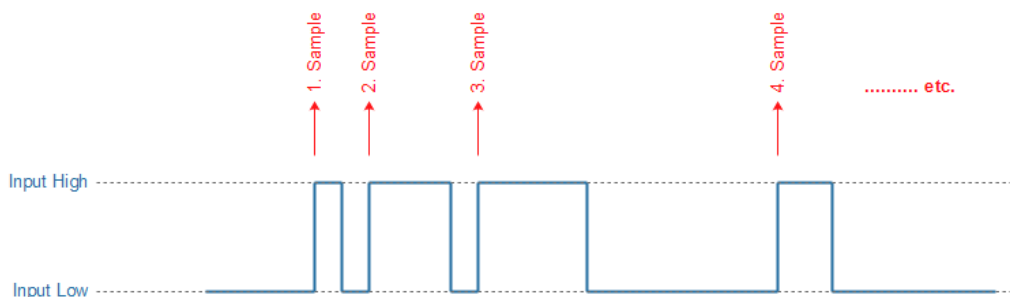 1. Sample
2. Sample
3. Sample
4. Sample
.......... etc.
Input High
Input Low